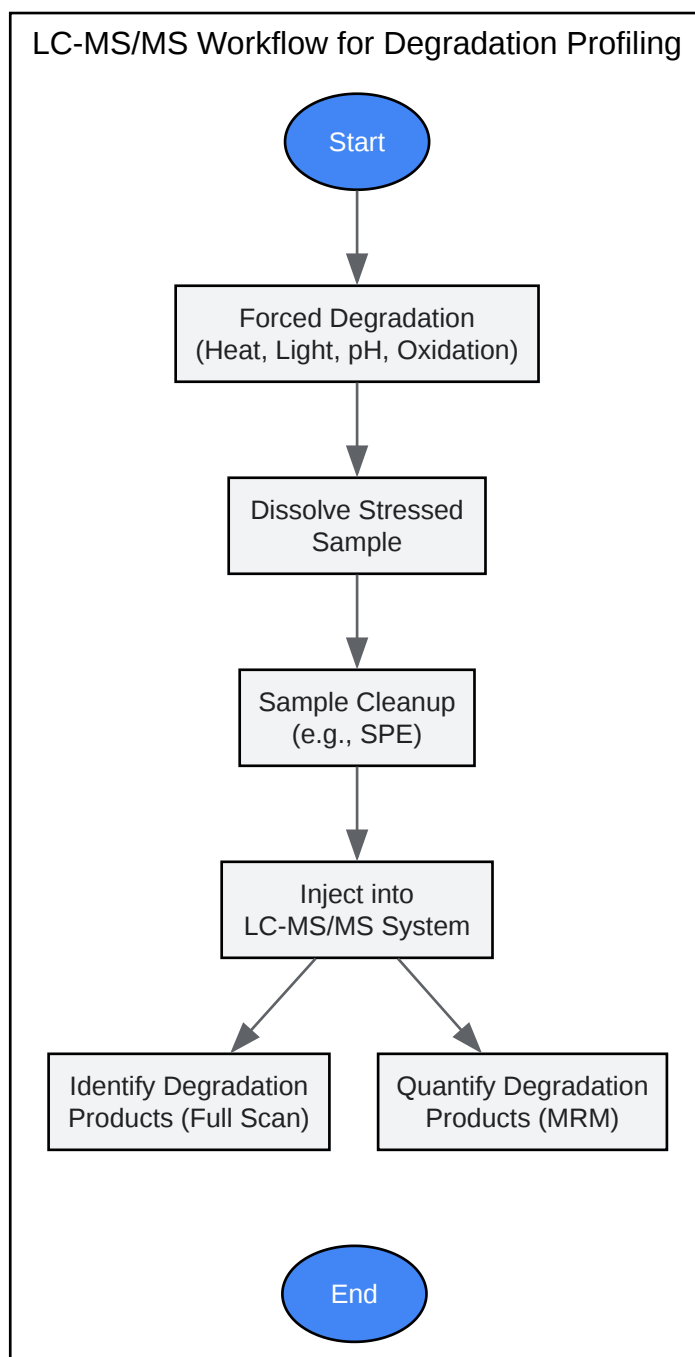 LC-MS/MS Workflow for Degradation Profiling
Start
Forced Degradation
(Heat, Light, pH, Oxidation)
Dissolve Stressed
Sample
Sample Cleanup
(e.g., SPE)
Inject into
LC-MS/MS System
Identify Degradation
Products (Full Scan)
Quantify Degradation
Products (MRM)
End